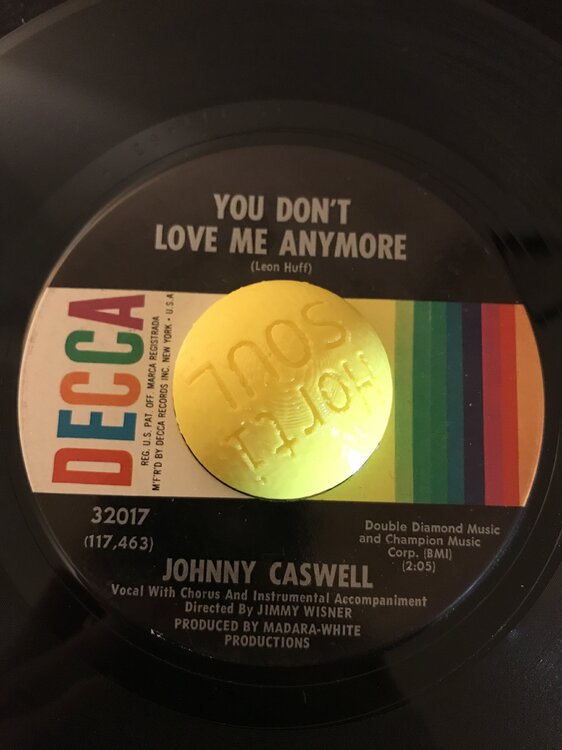 YOU DON'T
LOVE ME ANYMORE
(Leon Huff)
SOUL
DECCA
REG. U.S. PAT. OFF. MARCA REGISTRADA
M'F'R'D BY DECCA RECORDS INC. NEW YORK • U.S.A
32017
(117,463)
Double Diamond Music
and Champion Music
Corp. (BMI)
(2:05)
JOHNNY CASWELL
Vocal With Chorus And Instrumental Accompaniment
Directed By JIMMY WISNER
PRODUCED BY MADARA-WHITE
PRODUCTIONS